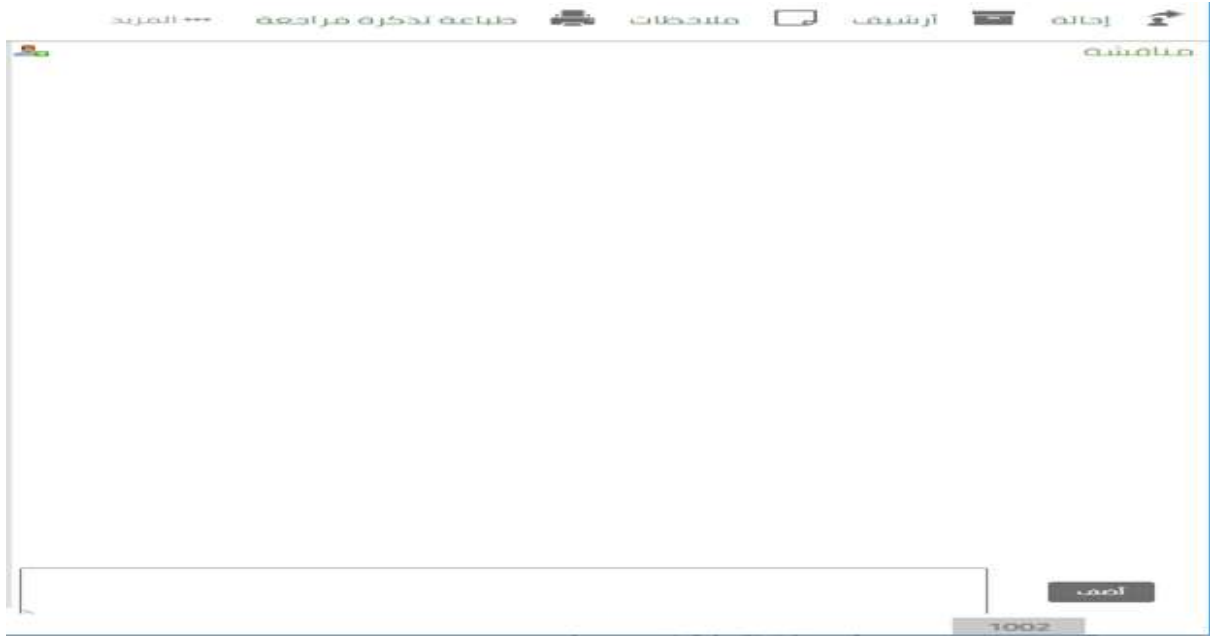 إحالة آرشيف ملاحظات طباعة تذكرة مراجعة ••• المزيد
مناقشة
أضف
1002